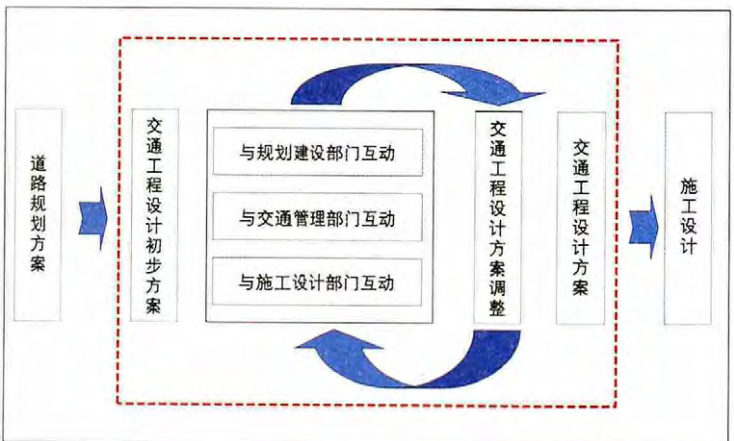 道路规划方案
交通工程设计初步方案
与规划建设部门互动
与交通管理部门互动
与施工设计部门互动
交通工程设计方案调整
交通工程设计方案
施工设计